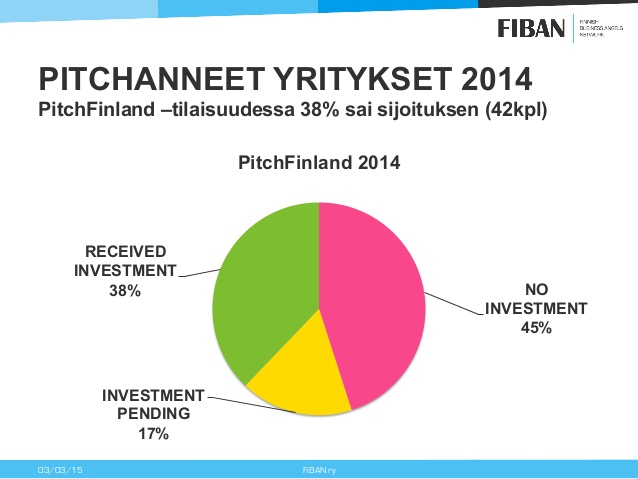 FIBAN
FINNISH
BUSINESS ANGELS
NETWORK
PITCHANNEET YRITYKSET 2014
PitchFinland –tilaisuudessa 38% sai sijoituksen (42kpl)
PitchFinland 2014
RECEIVED
INVESTMENT
38%
NO
INVESTMENT
45%
INVESTMENT
PENDING
17%
03/03/15
FIBAN ry